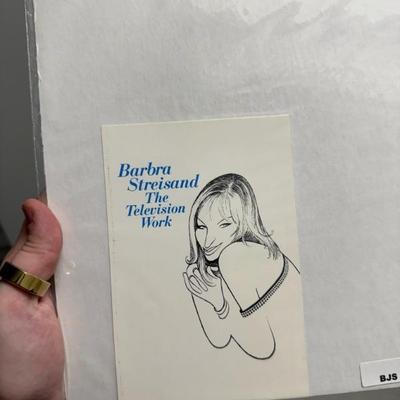 Barbra
Streisand
The
Television
Work
BJS